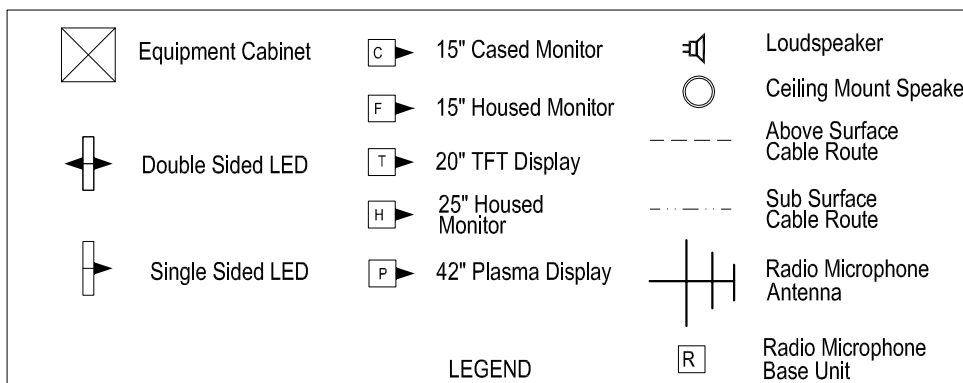 Equipment Cabinet
Double Sided LED
Single Sided LED
C 15" Cased Monitor
F 15" Housed Monitor
T 20" TFT Display
H 25" Housed
Monitor
P 42" Plasma Display
LEGEND
Loudspeaker
Ceiling Mount Speake
Above Surface
Cable Route
Sub Surface
Cable Route
Radio Microphone
Antenna
R Radio Microphone
Base Unit